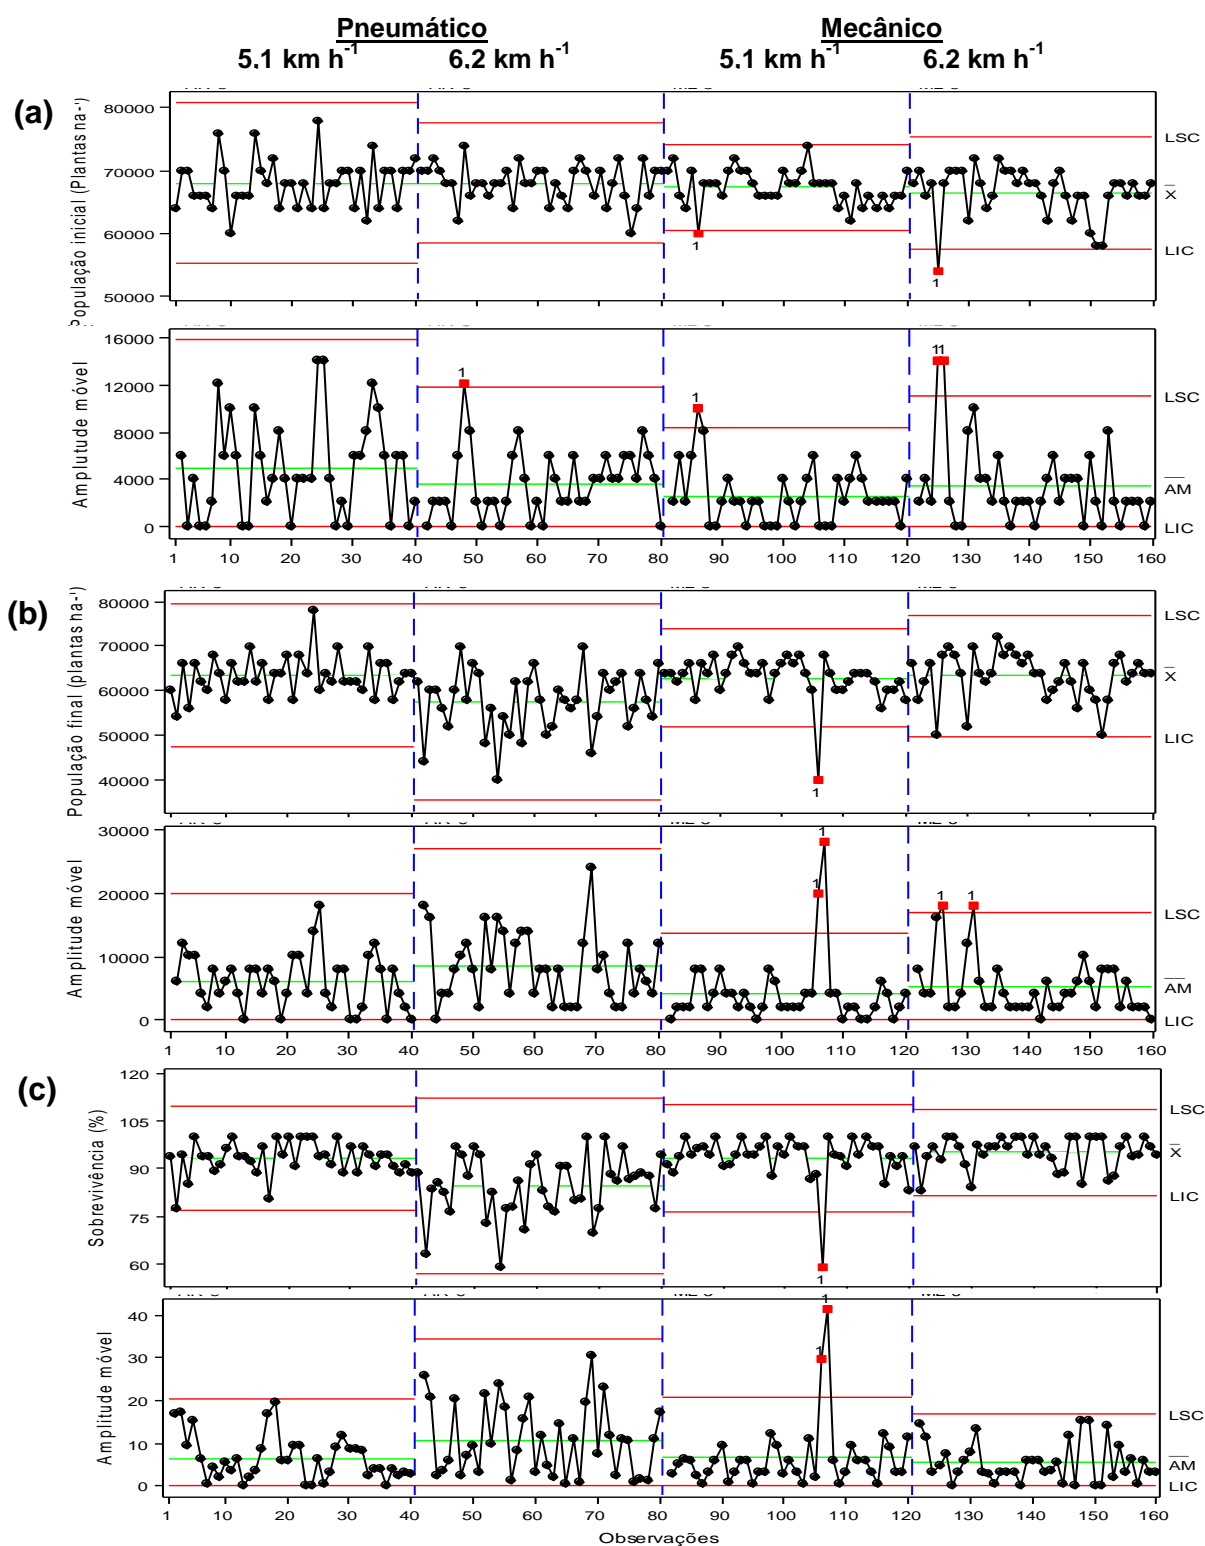 Pneumático Mecânico
5,1 km h-1 6,2 km h-1 5,1 km h-1 6,2 km h-1
(a)
População inicial (Plantas ha-¹)
80000
70000
60000
50000
LSC
X
LIC
1
1
Amplutude móvel
16000
12000
8000
4000
0
1
1
11
LSC
AM
LIC
1 10 20 30 40 50 60 70 80 90 100 110 120 130 140 150 160
(b)
População final (plantas ha-¹)
80000
70000
60000
50000
40000
LSC
X
LIC
1
Amplitude móvel
30000
20000
10000
0
1
1
1
1
LSC
AM
LIC
1 10 20 30 40 50 60 70 80 90 100 110 120 130 140 150 160
(c)
Sobrevivência (%)
120
105
90
75
60
LSC
X
LIC
1
Amplitude móvel
40
30
20
10
0
1
1
LSC
AM
LIC
1 10 20 30 40 50 60 70 80 90 100 110 120 130 140 150 160
Observações